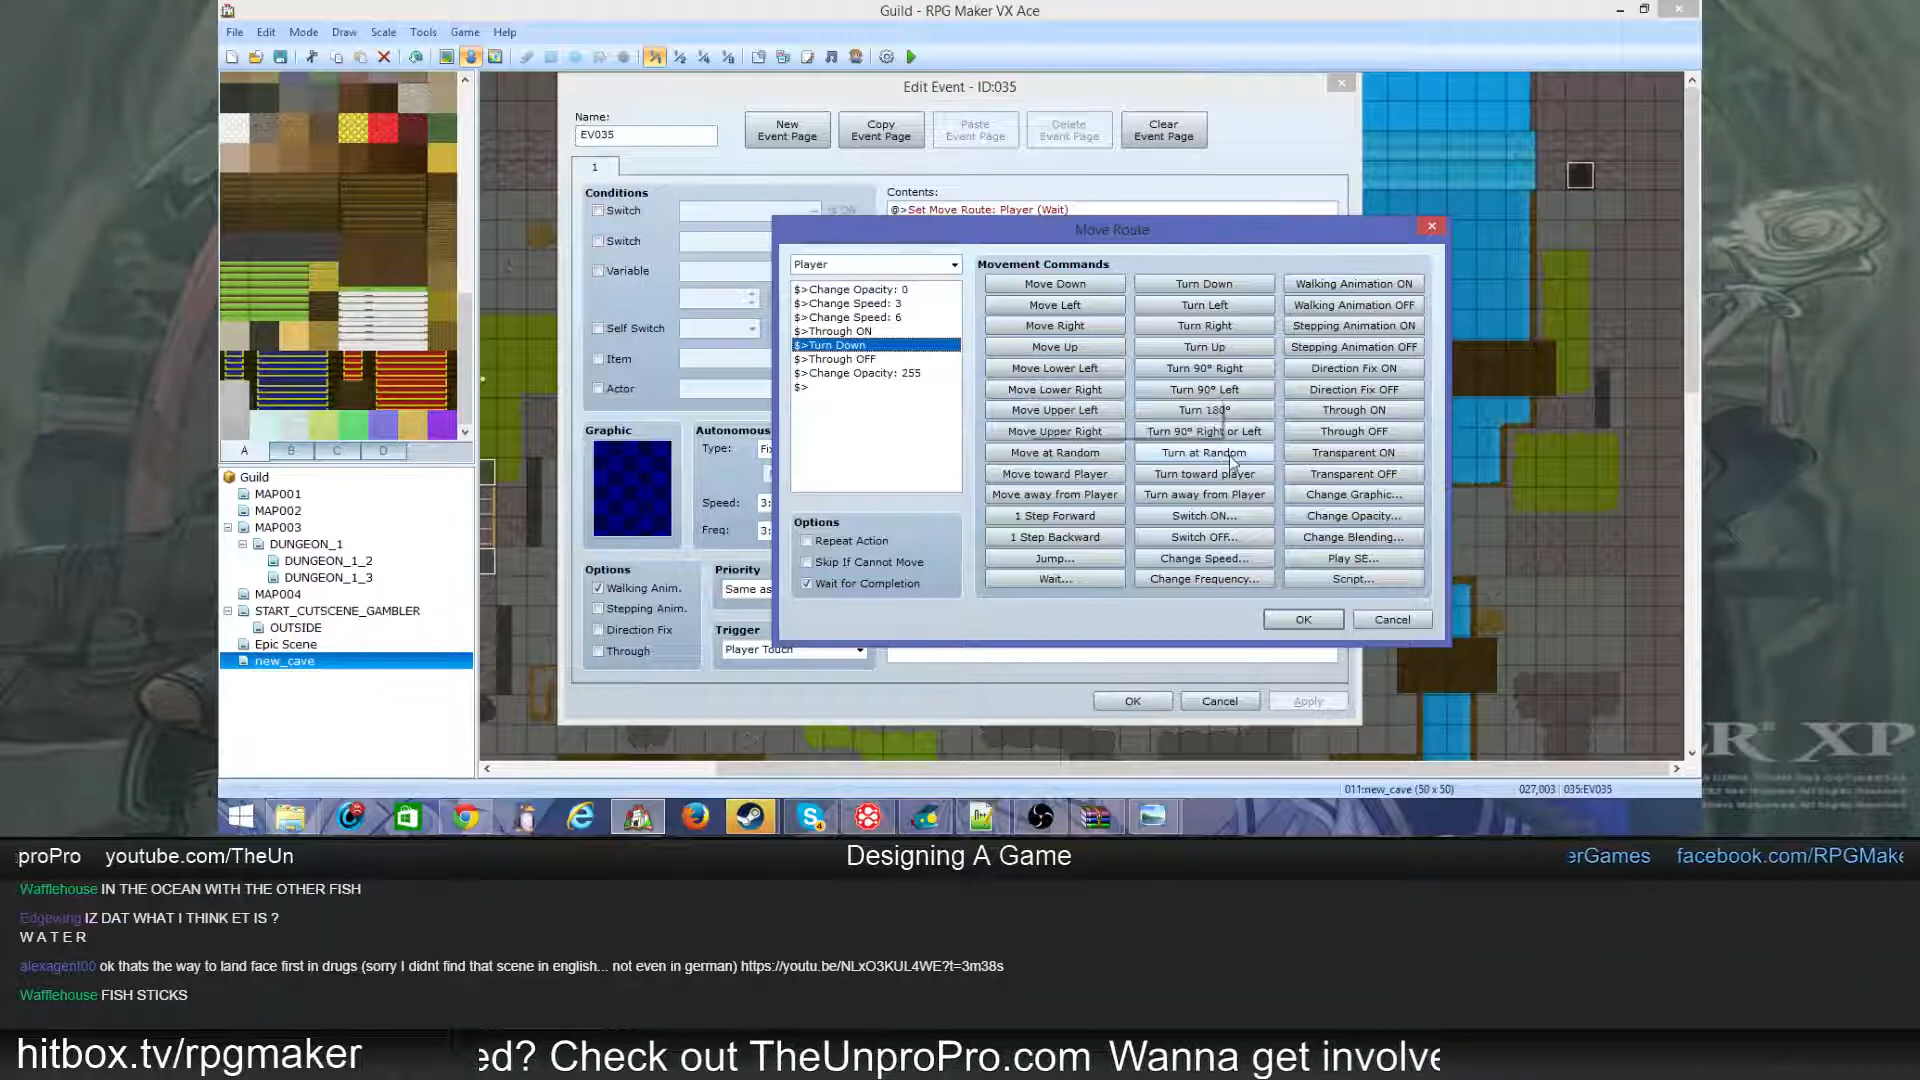 Guild - RPG Maker VX Ace
File Edit Mode Draw Scale Tools Game Help
Edit Event - ID:035
Name:
EV035
New Event Page
Copy Event Page
Paste Event Page
Delete Event Page
Clear Event Page
1
Conditions
Switch
Switch
Variable
Self Switch
Item
Actor
Contents:
@>Set Move Route: Player (Wait)
Graphic
Autonomous
Type:
Speed: 3:
Freq: 3:
Options
Walking Anim.
Stepping Anim.
Direction Fix
Through
Priority
Same as
Trigger
Player Touch
OK Cancel Apply
Move Route
Player
$>Change Opacity: 0
$>Change Speed: 3
$>Change Speed: 6
$>Through ON
$>Turn Down
$>Through OFF
$>Change Opacity: 255
$>
Options
Repeat Action
Skip If Cannot Move
Wait for Completion
Movement Commands
Move Down Turn Down Walking Animation ON
Move Left Turn Left Walking Animation OFF
Move Right Turn Right Stepping Animation ON
Move Up Turn Up Stepping Animation OFF
Move Lower Left Turn 90° Right Direction Fix ON
Move Lower Right Turn 90° Left Direction Fix OFF
Move Upper Left Turn 180° Through ON
Move Upper Right Turn 90° Right or Left Through OFF
Move at Random Turn at Random Transparent ON
Move toward Player Turn toward player Transparent OFF
Move away from Player Turn away from Player Change Graphic...
1 Step Forward Switch ON... Change Opacity...
1 Step Backward Switch OFF... Change Blending...
Jump... Change Speed... Play SE...
Wait... Change Frequency... Script...
OK Cancel
A B C D
Guild
MAP001
MAP002
MAP003
DUNGEON_1
DUNGEON_1_2
DUNGEON_1_3
MAP004
START_CUTSCENE_GAMBLER
OUTSIDE
Epic Scene
new_cave
011:new_cave (50 x 50) 027,003 035:EV035
R XP
proPro youtube.com/TheUn
Designing A Game
erGames facebook.com/RPGMake
Wafflehouse IN THE OCEAN WITH THE OTHER FISH
Edgewing IZ DAT WHAT I THINK ET IS ?
W A T E R
alexagent00 ok thats the way to land face first in drugs (sorry I didnt find that scene in english... not even in german) https://youtu.be/NLxO3KUL4WE?t=3m38s
Wafflehouse FISH STICKS
hitbox.tv/rpgmaker
ed? Check out TheUnproPro.com Wanna get involve